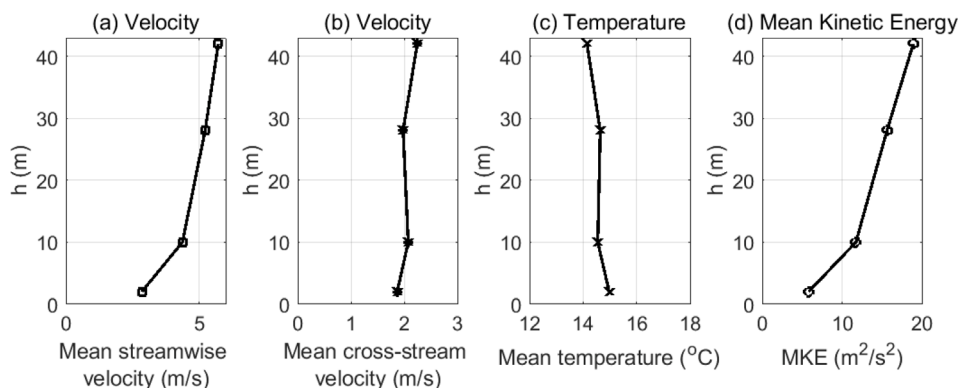 (a) Velocity
40
30
20
10
0
h (m)
0
5
Mean streamwise
velocity (m/s)
(b) Velocity
40
30
20
10
0
h (m)
0
1
2
3
Mean cross-stream
velocity (m/s)
(c) Temperature
40
30
20
10
0
h (m)
12
14
16
18
Mean temperature (°C)
(d) Mean Kinetic Energy
40
30
20
10
0
h (m)
0
10
20
MKE (m²/s²)